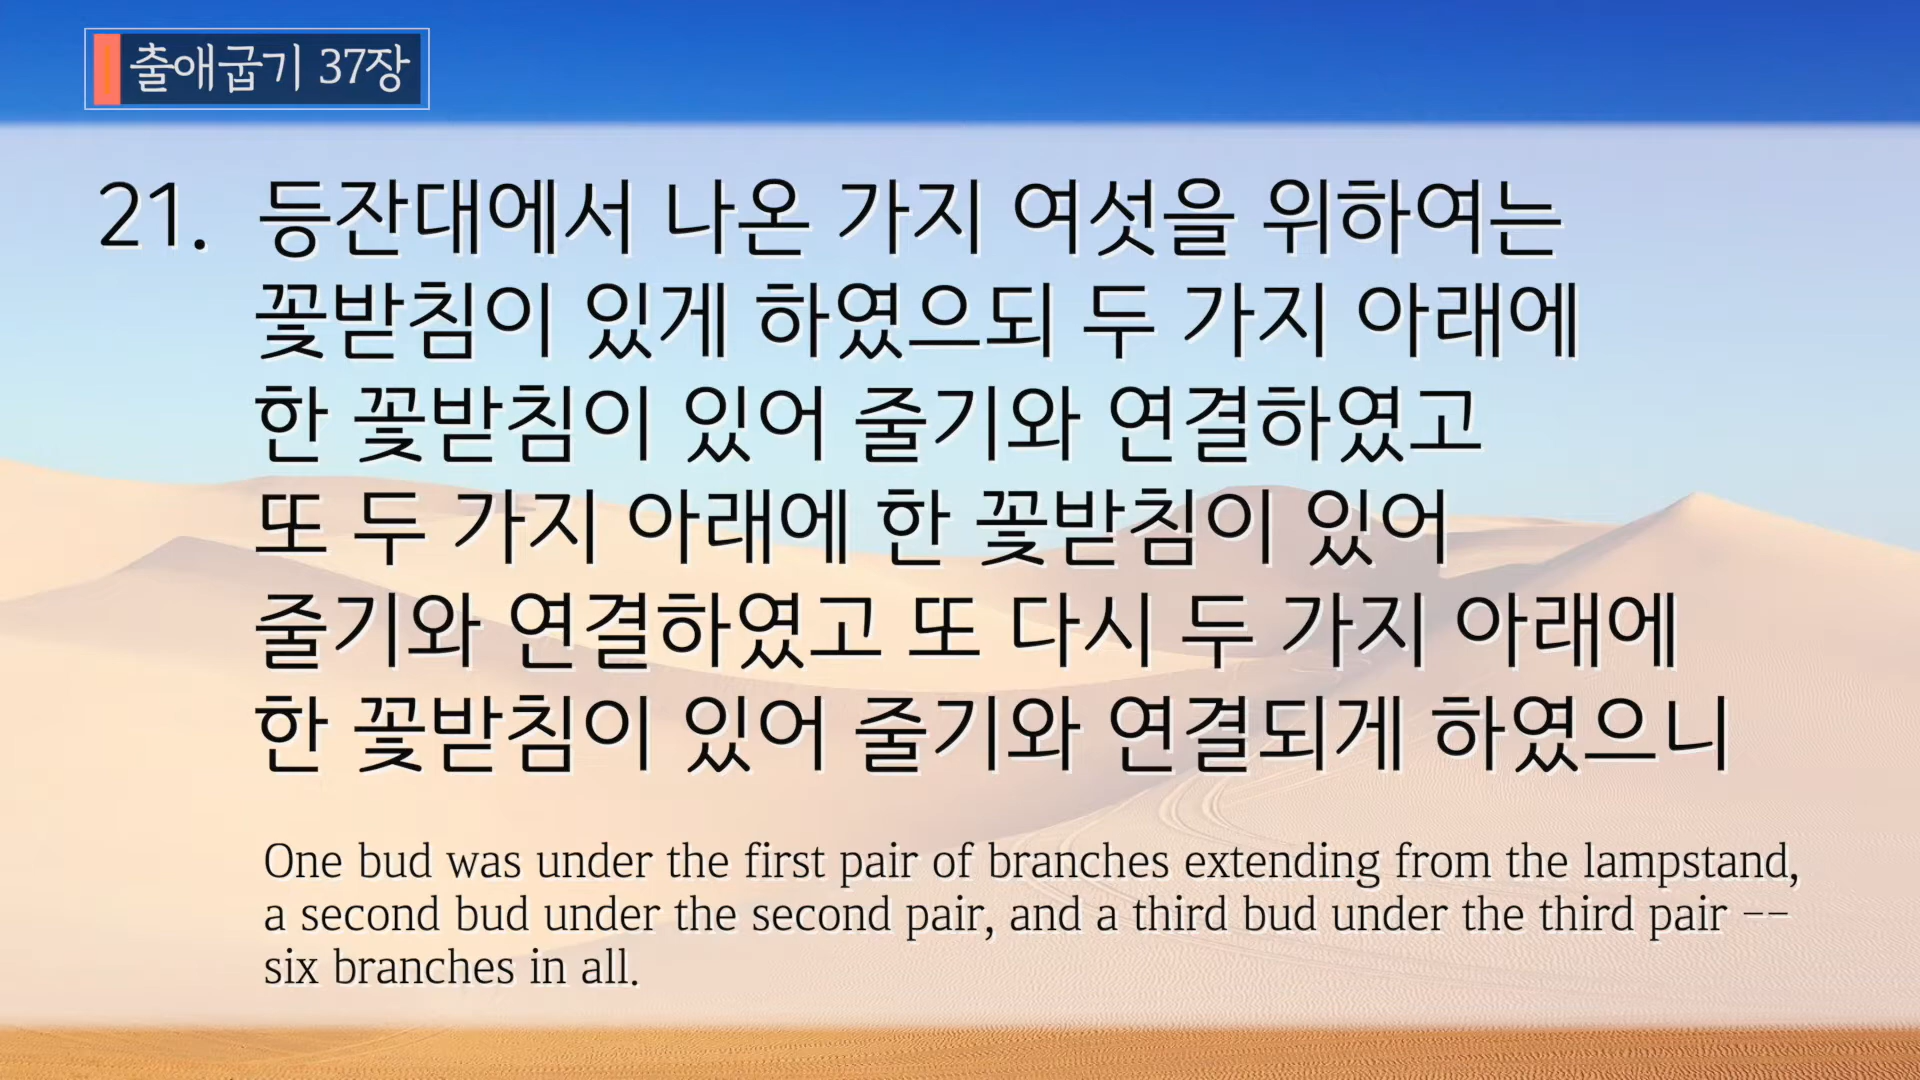 출애굽기 37장
21. 등잔대에서 나온 가지 여섯을 위하여는
꽃받침이 있게 하였으되 두 가지 아래에
한 꽃받침이 있어 줄기와 연결하였고
또 두 가지 아래에 한 꽃받침이 있어
줄기와 연결하였고 또 다시 두 가지 아래에
한 꽃받침이 있어 줄기와 연결되게 하였으니
One bud was under the first pair of branches extending from the lampstand,
a second bud under the second pair, and a third bud under the third pair --
six branches in all.